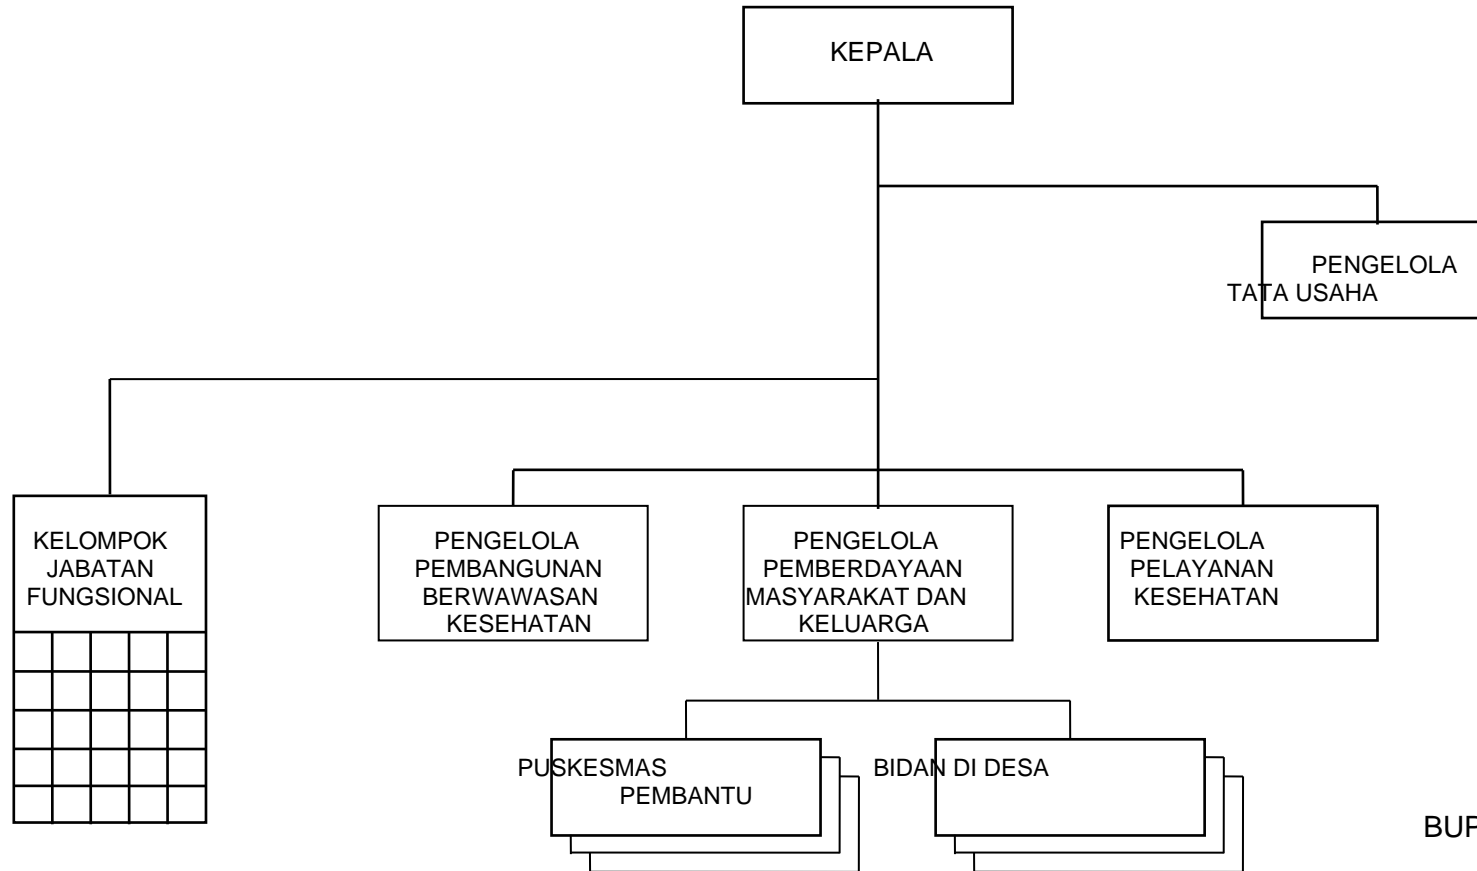 KEPALA
PENGELOLA
TATA USAHA
KELOMPOK
JABATAN
FUNGSIONAL
PENGELOLA
PEMBANGUNAN
BERWAWASAN
KESEHATAN
PENGELOLA
PEMBERDAYAAN
MASYARAKAT DAN
KELUARGA
PENGELOLA
PELAYANAN
KESEHATAN
PUSKESMAS
PEMBANTU
BIDAN DI DESA
BUP